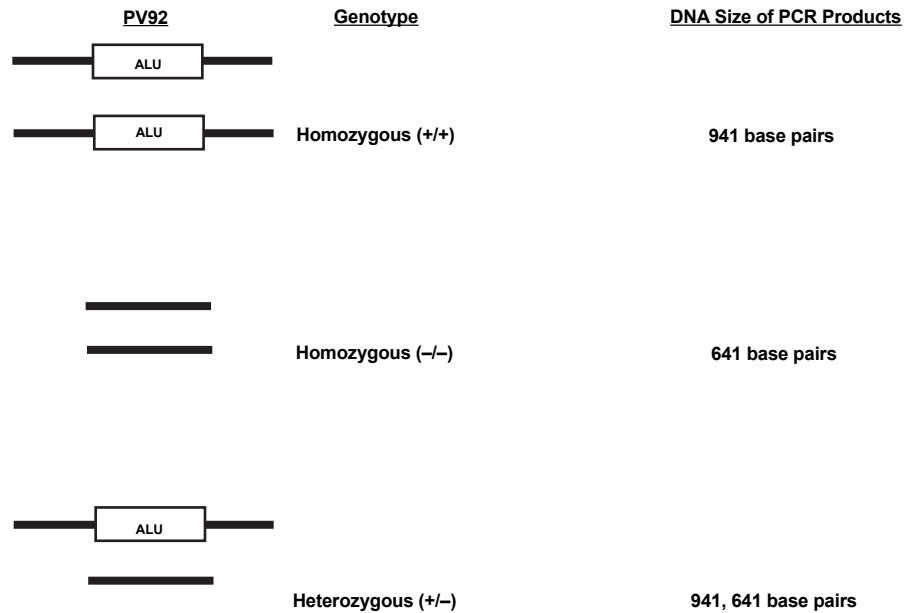 PV92 Genotype DNA Size of PCR Products
ALU
ALU Homozygous (+/+) 941 base pairs
Homozygous (–/–) 641 base pairs
ALU
Heterozygous (+/–) 941, 641 base pairs